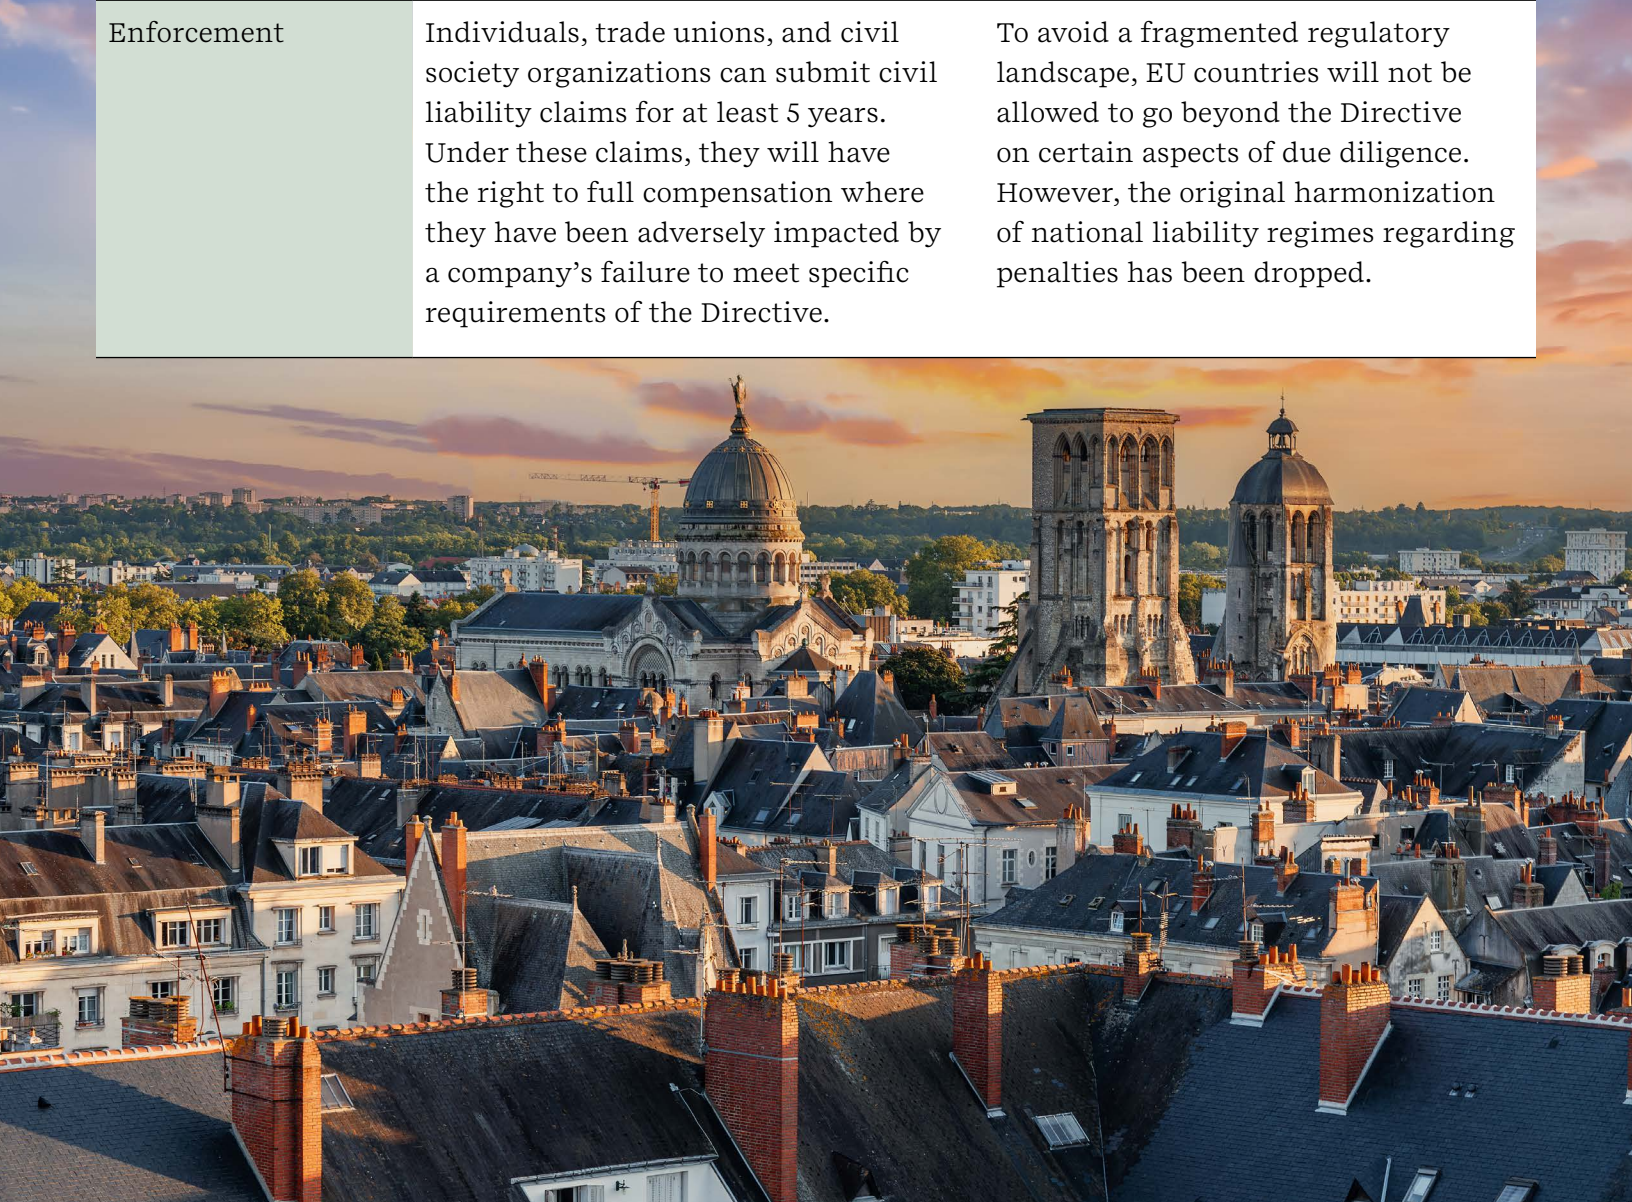 Enforcement
Individuals, trade unions, and civil
society organizations can submit civil
liability claims for at least 5 years.
Under these claims, they will have
the right to full compensation where
they have been adversely impacted by
a company’s failure to meet specific
requirements of the Directive.
To avoid a fragmented regulatory
landscape, EU countries will not be
allowed to go beyond the Directive
on certain aspects of due diligence.
However, the original harmonization
of national liability regimes regarding
penalties has been dropped.